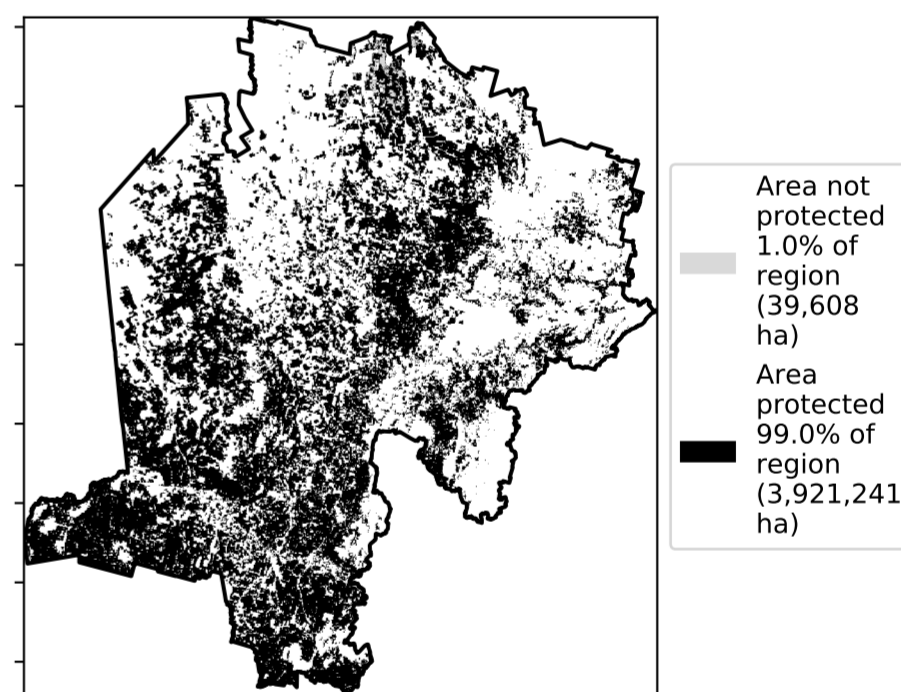 Area not
protected
1.0% of
region
(39,608
ha)
Area
protected
99.0% of
region
(3,921,241
ha)